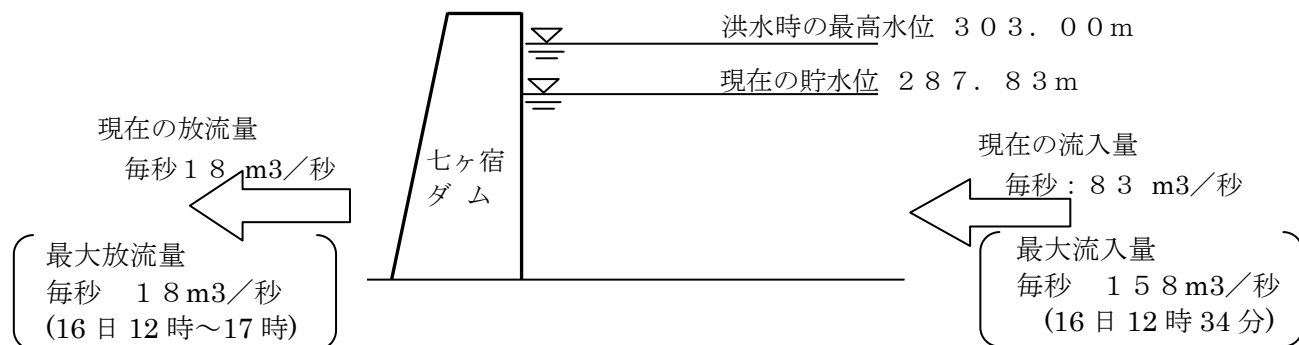 洪水時の最高水位 ３０３．００ｍ
現在の貯水位 ２８７．８３ｍ
現在の放流量
毎秒１８ m3／秒
七ヶ宿
ダ ム
現在の流入量
毎秒：８３ m3／秒
最大放流量
毎秒 １８m3／秒
(16 日 12 時～17 時)
最大流入量
毎秒 １５８m3／秒
(16 日 12 時 34 分)